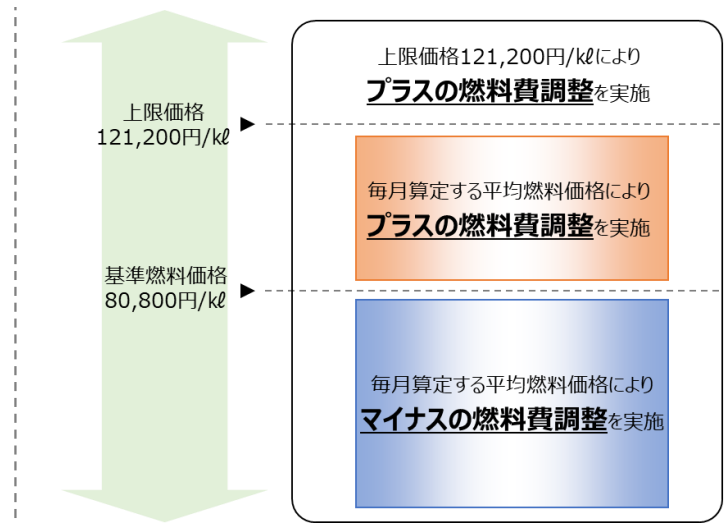 上限価格121,200円/㎘により
プラスの燃料費調整を実施
上限価格
121,200円/㎘
▶
毎月算定する平均燃料価格により
プラスの燃料費調整を実施
基準燃料価格
80,800円/㎘
▶
毎月算定する平均燃料価格により
マイナスの燃料費調整を実施